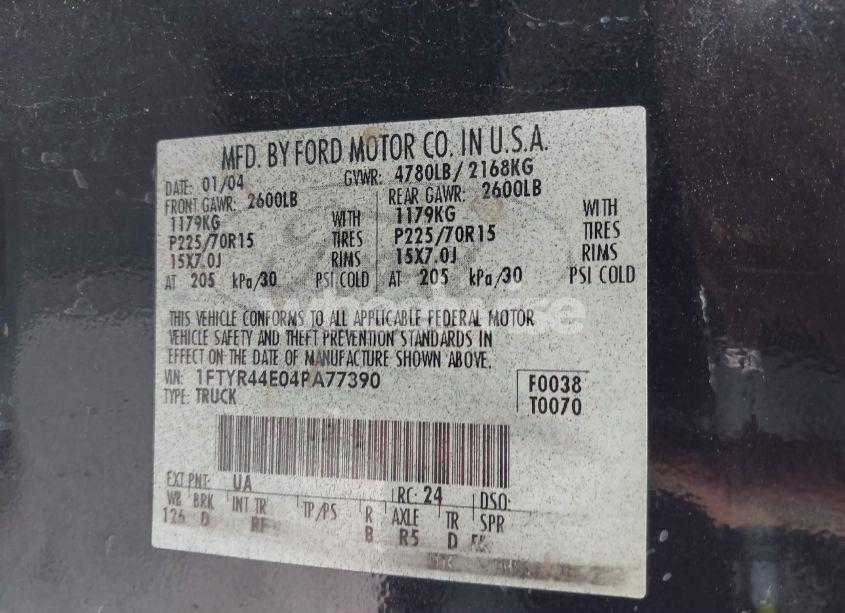 MFD. BY FORD MOTOR CO. IN U.S.A.
DATE: 01/04 GVWR: 4780LB/2168KG
FRONT GAWR: 2600LB REAR GAWR: 2600LB
1179KG WITH 1179KG WITH
P225/70R15 TIRES P225/70R15 TIRES
15X7.0J RIMS 15X7.0J RIMS
AT 205 kPa/30 PSI COLD AT 205 kPa/30 PSI COLD
THIS VEHICLE CONFORMS TO ALL APPLICABLE FEDERAL MOTOR
VEHICLE SAFETY AND THEFT PREVENTION STANDARDS IN
EFFECT ON THE DATE OF MANUFACTURE SHOWN ABOVE.
VIN: 1FTYR44E04PA77390 F0038
TYPE: TRUCK T0070
EXT PNT: UA RC: 24 DSO:
WB BRK INT TR TP/PS R AXLE TR SPR
126 D RF B R5 D